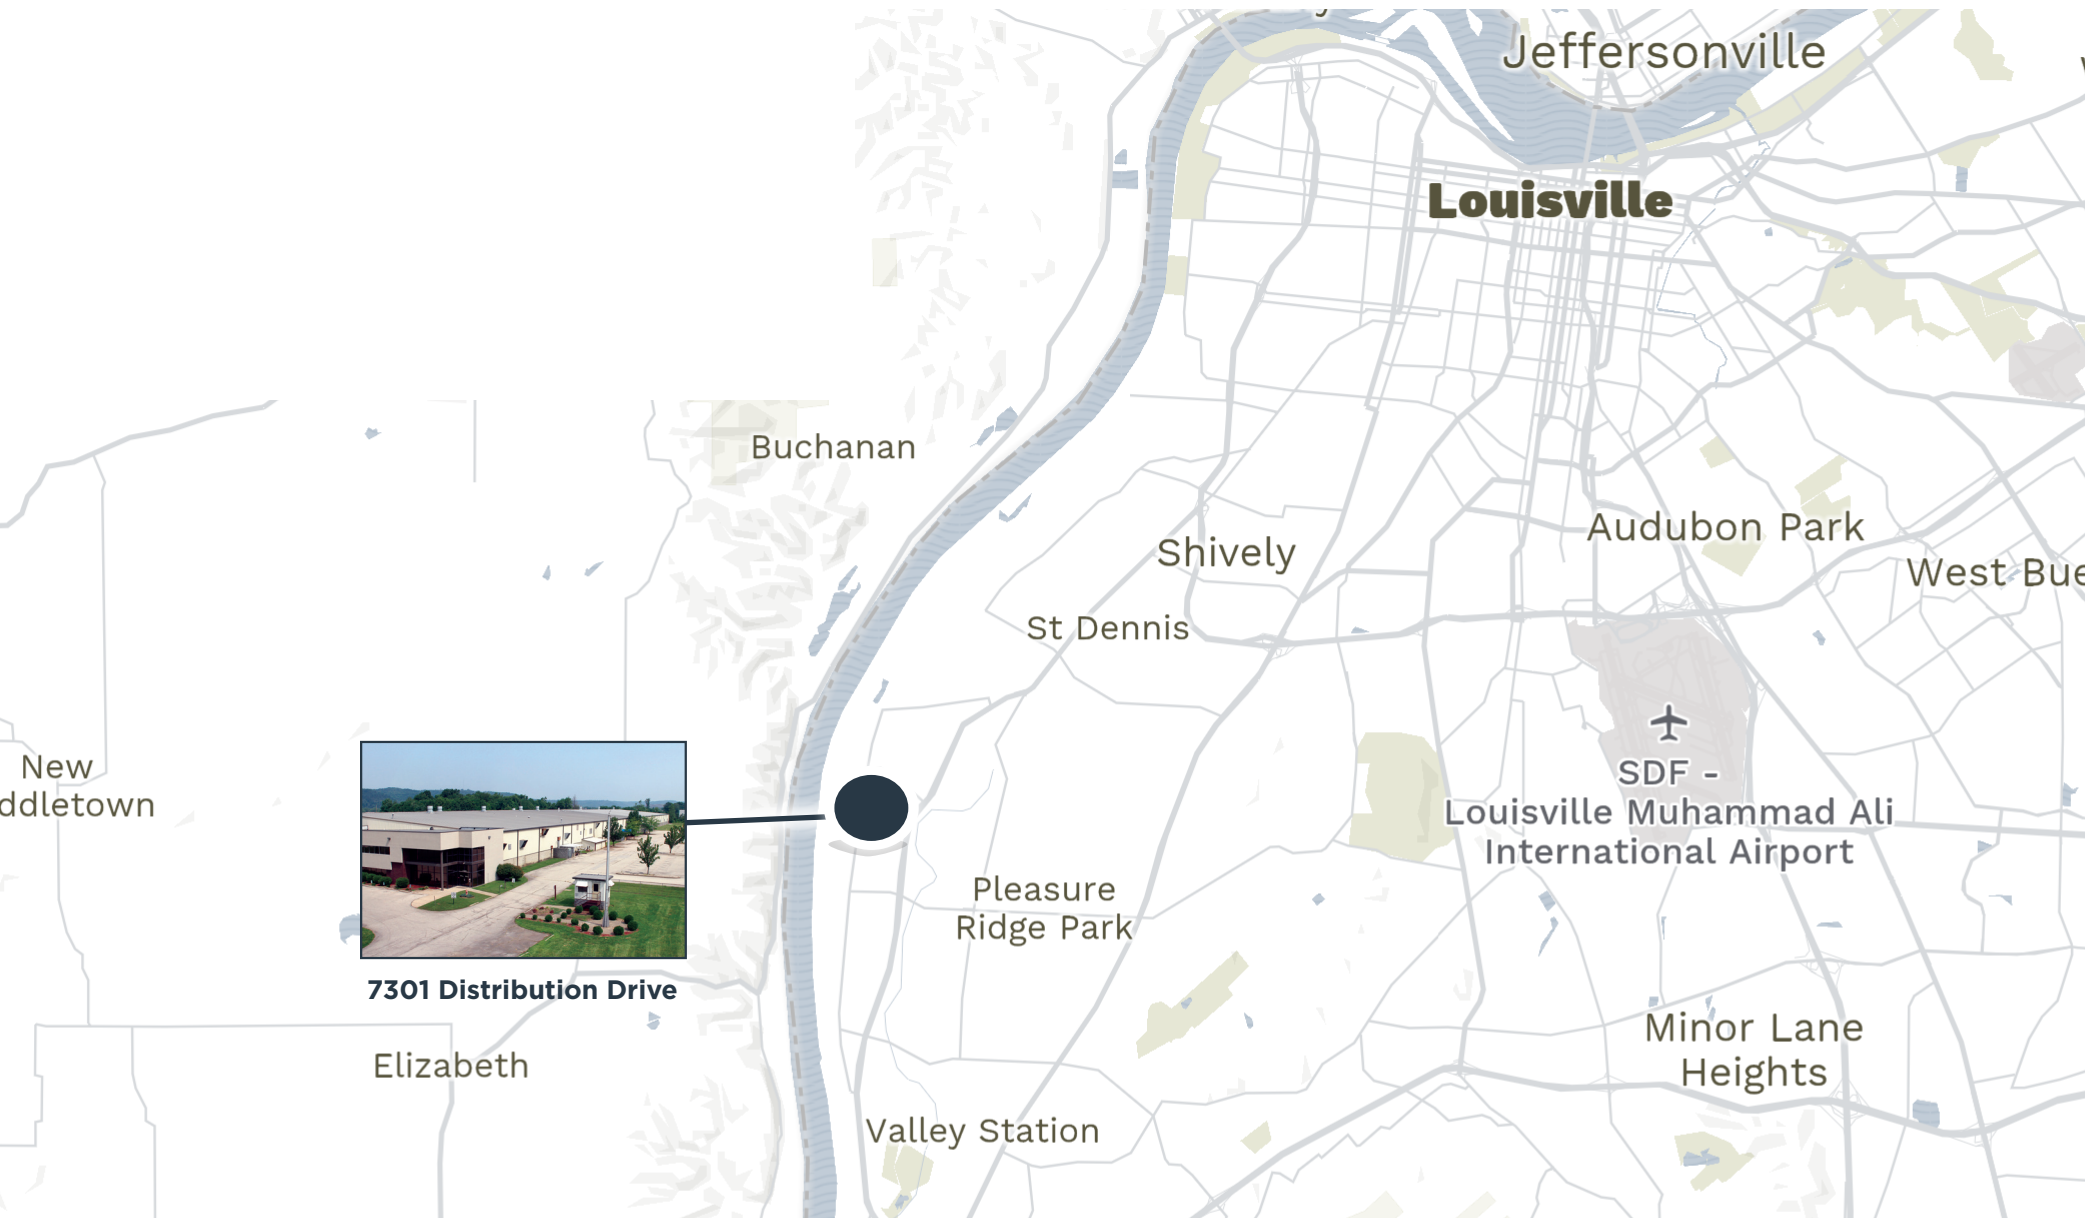 Jeffersonville
Louisville
Buchanan
Audubon Park
Shively
West Bue
St Dennis
New
ddletown
SDF -
Louisville Muhammad Ali
International Airport
Pleasure
Ridge Park
7301 Distribution Drive
Minor Lane
Heights
Elizabeth
Valley Station